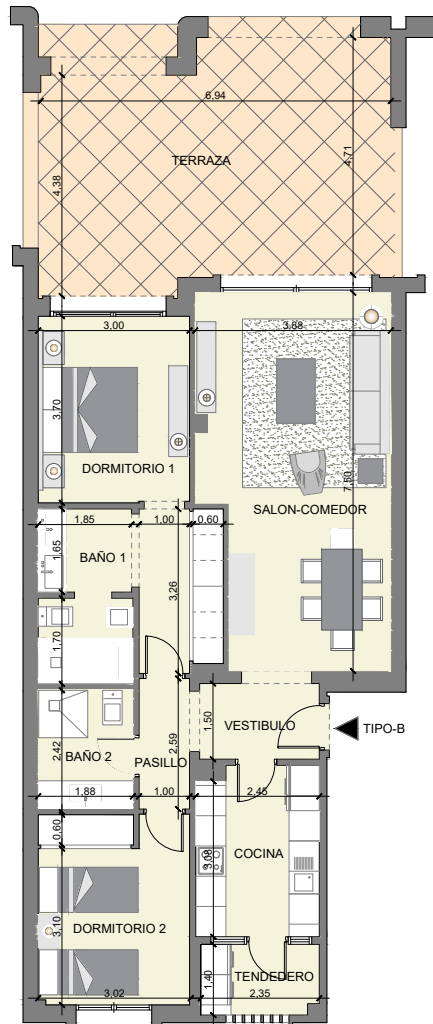 6,94
4,71
TERRAZA
4,38
3,00
3,88
3,70
DORMITORIO 1
7,50
SALON-COMEDOR
1,85
1,00
0,60
1,65
BAÑO 1
3,26
1,70
1,50
VESTIBULO
TIPO-B
2,42
BAÑO 2
2,59
PASILLO
1,88
1,00
2,45
0,60
COCINA
3,08
3,10
DORMITORIO 2
TENDEDERO
1,40
3,02
2,35